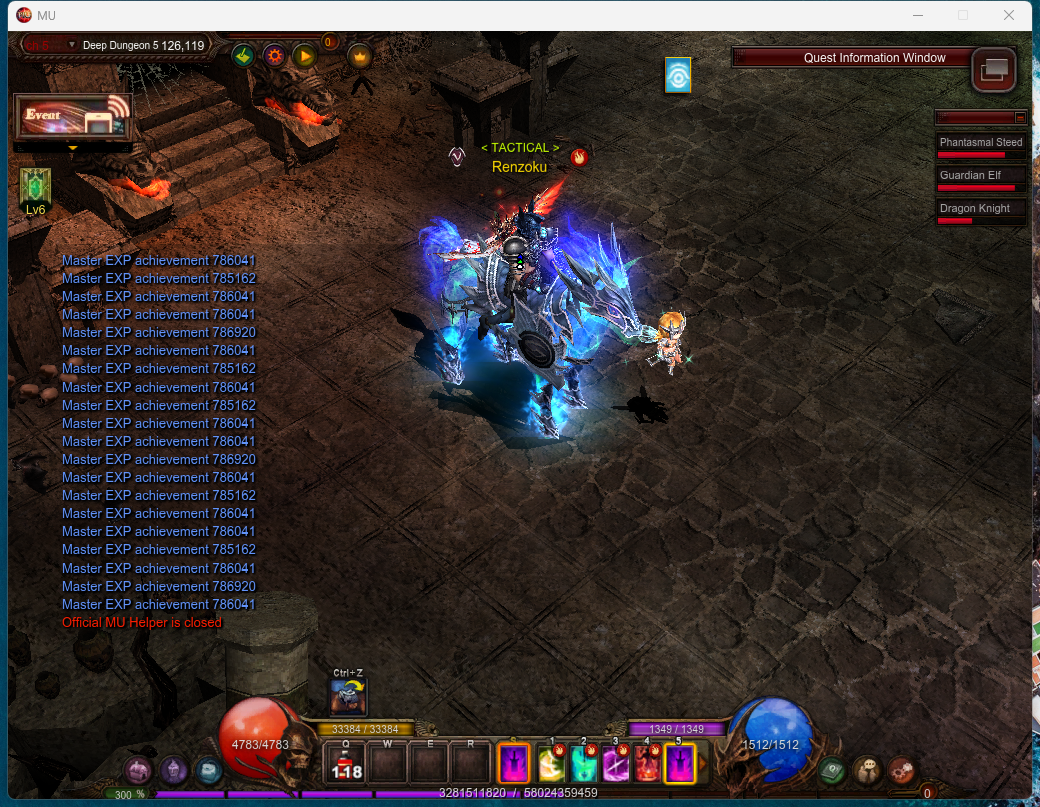 MU
Deep Dungeon 5 126,119
0
Quest Information Window
Event
Phantasmal Steed
< TACTICAL >
Renzoku
Guardian Elf
Lv6
Dragon Knight
Master EXP achievement 786041
Master EXP achievement 785162
Master EXP achievement 786041
Master EXP achievement 786041
Master EXP achievement 786920
Master EXP achievement 786041
Master EXP achievement 785162
Master EXP achievement 786041
Master EXP achievement 785162
Master EXP achievement 786041
Master EXP achievement 786041
Master EXP achievement 786920
Master EXP achievement 786041
Master EXP achievement 785162
Master EXP achievement 786041
Master EXP achievement 786041
Master EXP achievement 785162
Master EXP achievement 786041
Master EXP achievement 786920
Master EXP achievement 786041
Official MU Helper is closed
Ctrl+Z
33384 / 33384
1349 / 1349
4783/4783
Q W E R 1 2 3 4 5
1512/1512
118
300 %
3281511820 / 58024359459
0